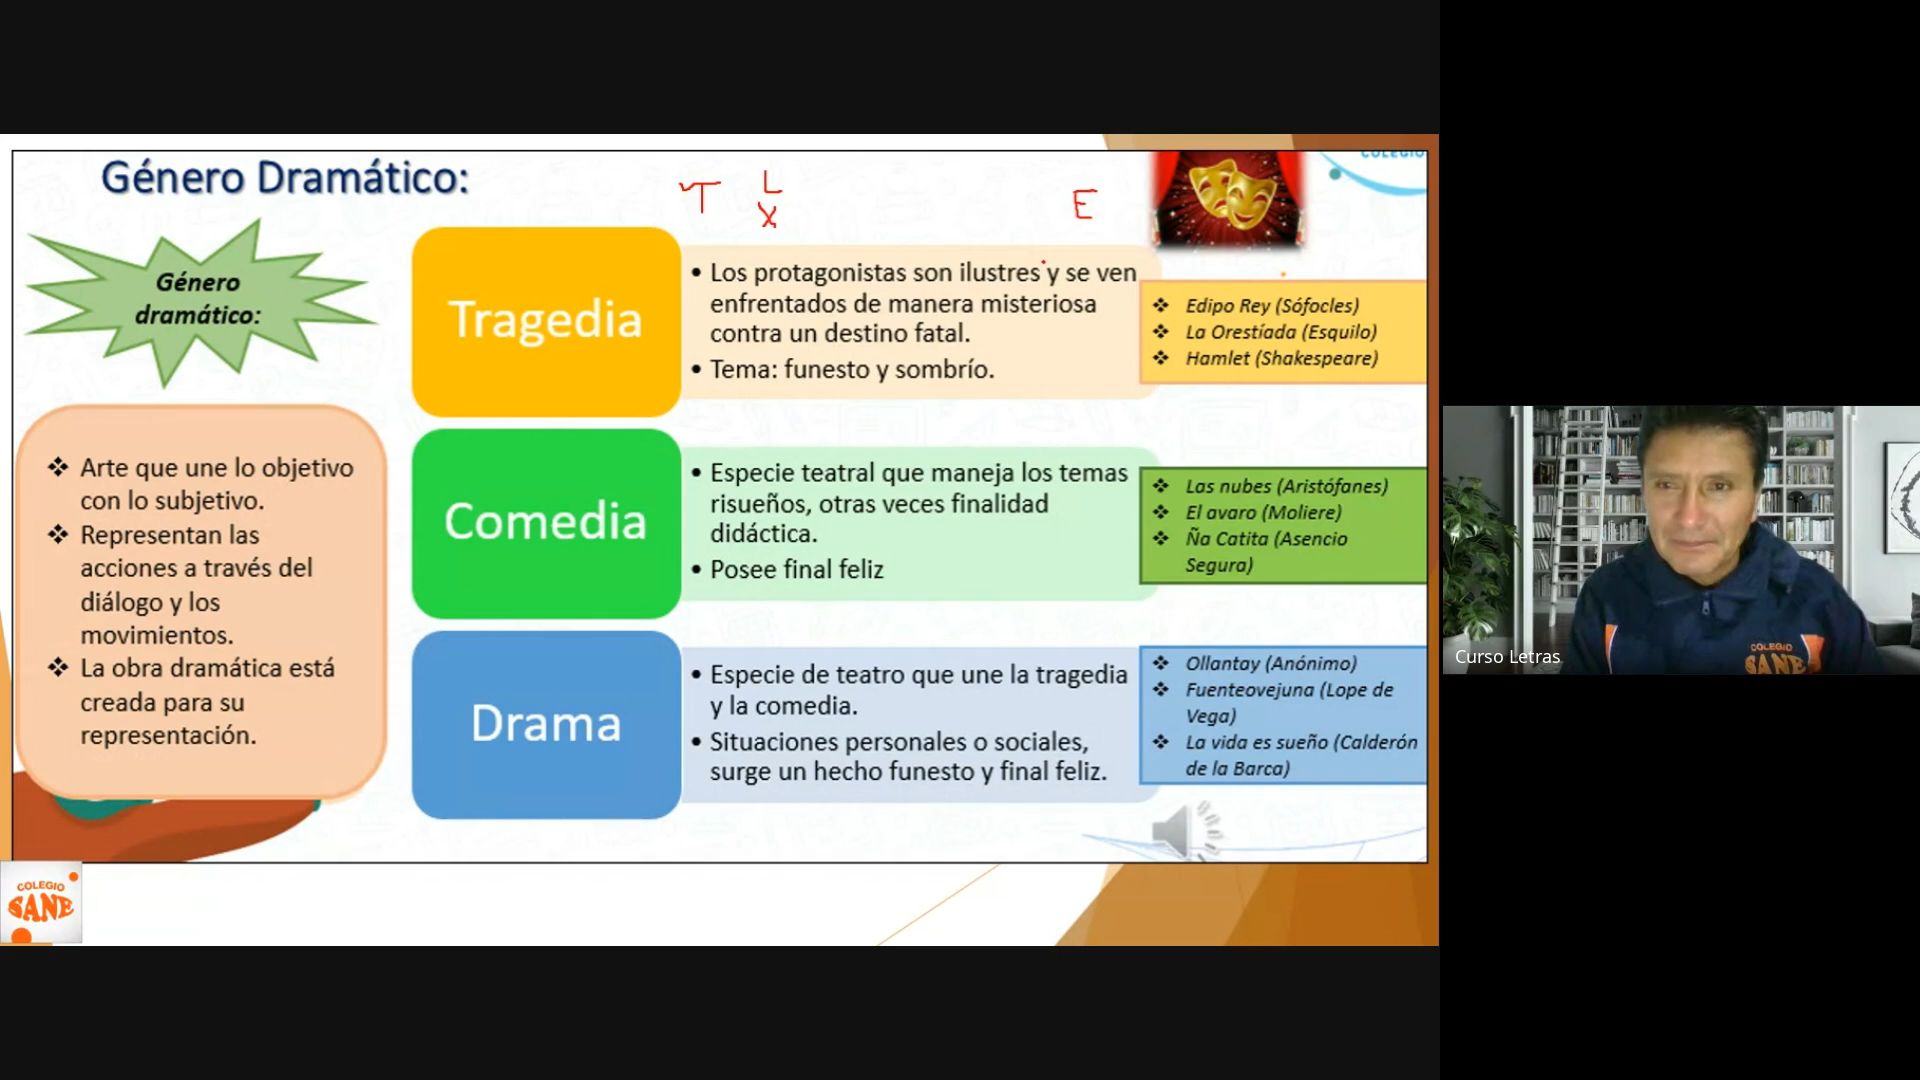 Género Dramático:
T
L
X
E
COLEGIO
Género
dramático:
❖ Arte que une lo objetivo
con lo subjetivo.
❖ Representan las
acciones a través del
diálogo y los
movimientos.
❖ La obra dramática está
creada para su
representación.
Tragedia
• Los protagonistas son ilustres y se ven
enfrentados de manera misteriosa
contra un destino fatal.
• Tema: funesto y sombrío.
❖ Edipo Rey (Sófocles)
❖ La Orestíada (Esquilo)
❖ Hamlet (Shakespeare)
Comedia
• Especie teatral que maneja los temas
risueños, otras veces finalidad
didáctica.
• Posee final feliz
❖ Las nubes (Aristófanes)
❖ El avaro (Moliere)
❖ Ña Catita (Asencio
Segura)
Drama
• Especie de teatro que une la tragedia
y la comedia.
• Situaciones personales o sociales,
surge un hecho funesto y final feliz.
❖ Ollantay (Anónimo)
❖ Fuenteovejuna (Lope de
Vega)
❖ La vida es sueño (Calderón
de la Barca)
COLEGIO
SANE
Curso Letras
COLEGIO
SANE